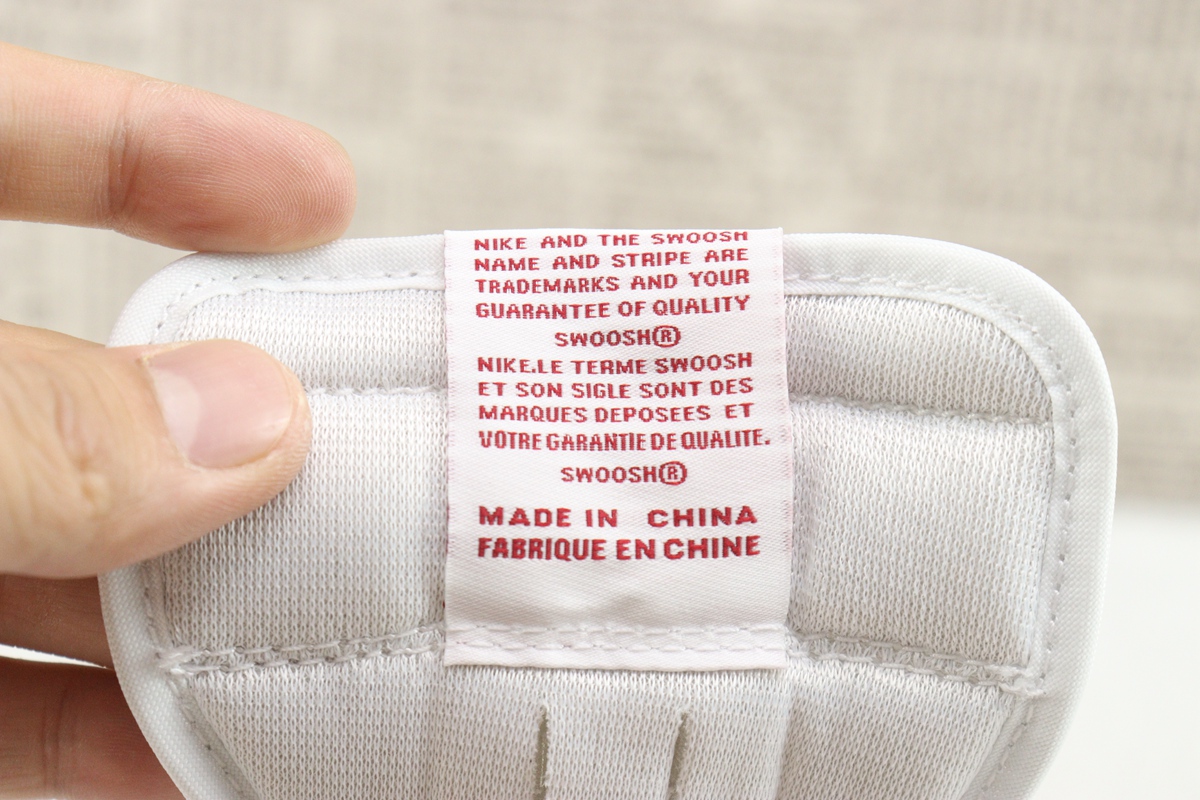 NIKE AND THE SWOOSH
NAME AND STRIPE ARE
TRADEMARKS AND YOUR
GUARANTEE OF QUALITY
SWOOSH®
NIKE.LE TERME SWOOSH
ET SON SIGLE SONT DES
MARQUES DEPOSEES ET
VOTRE GARANTIE DE QUALITE.
SWOOSH®
MADE IN CHINA
FABRIQUE EN CHINE